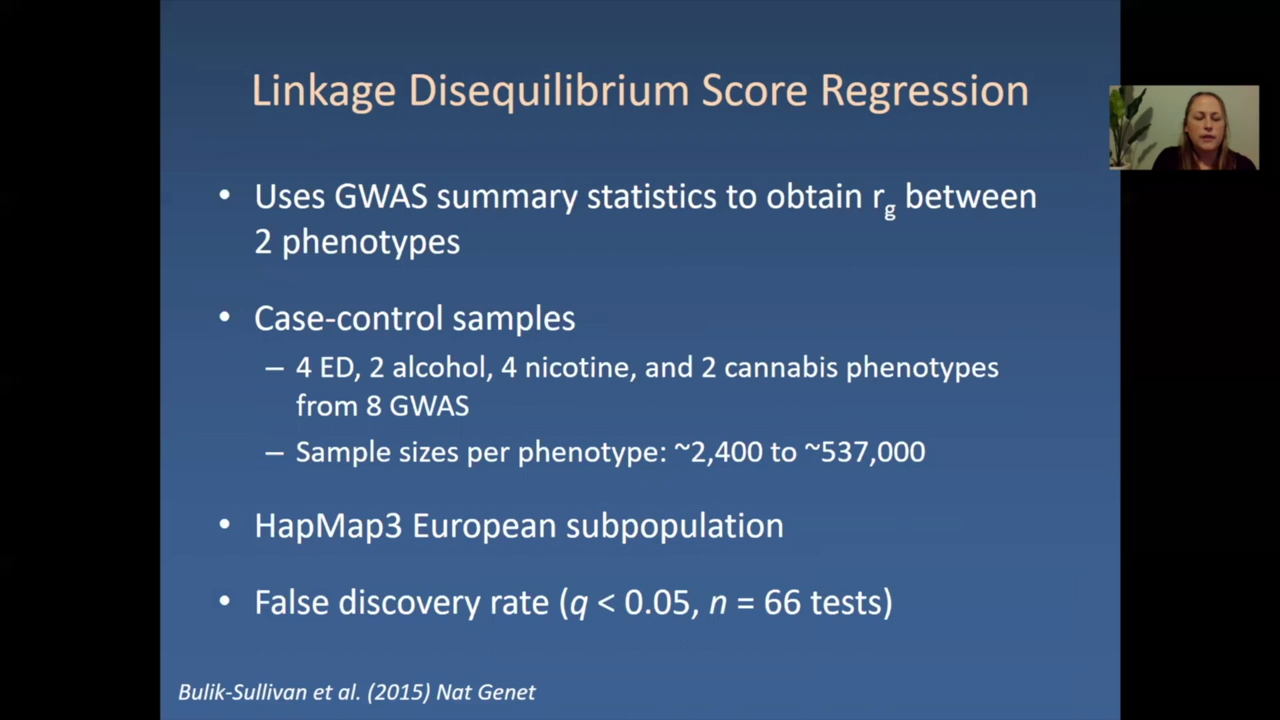 Linkage Disequilibrium Score Regression
• Uses GWAS summary statistics to obtain rg between
2 phenotypes
• Case-control samples
– 4 ED, 2 alcohol, 4 nicotine, and 2 cannabis phenotypes
from 8 GWAS
– Sample sizes per phenotype: ~2,400 to ~537,000
• HapMap3 European subpopulation
• False discovery rate (q < 0.05, n = 66 tests)
Bulik-Sullivan et al. (2015) Nat Genet